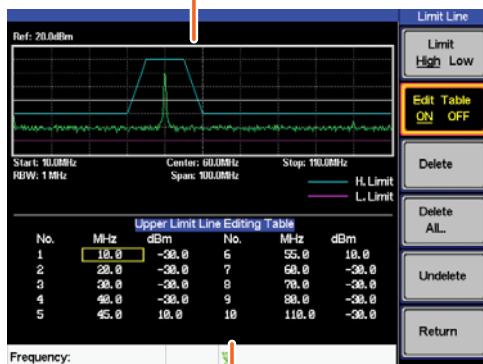 Limit Line
Ref: 20.0dBm
Limit
High Low
Edit Table
ON OFF
Start: 10.0MHz Center: 60.0MHz Stop: 110.0MHz
RBW: 1 MHz Span: 100.0MHz
H. Limit
L. Limit
Delete
Upper Limit Line Editing Table
No. MHz dBm No. MHz dBm
1 10.0 -30.0 6 55.0 10.0
2 20.0 -30.0 7 60.0 -30.0
3 30.0 -30.0 8 70.0 -30.0
4 40.0 -30.0 9 80.0 -30.0
5 45.0 10.0 10 110.0 -30.0
Delete
All...
Undelete
Return
Frequency: